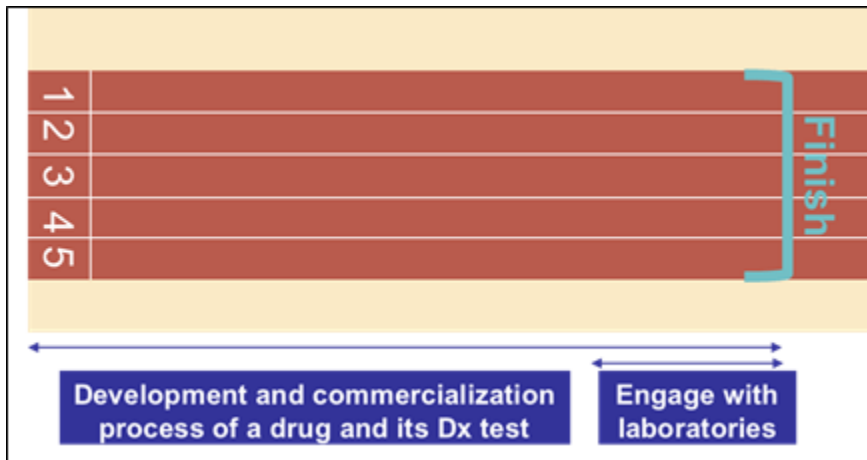 1
2
3
4
5
Finish
Development and commercialization
process of a drug and its Dx test
Engage with
laboratories